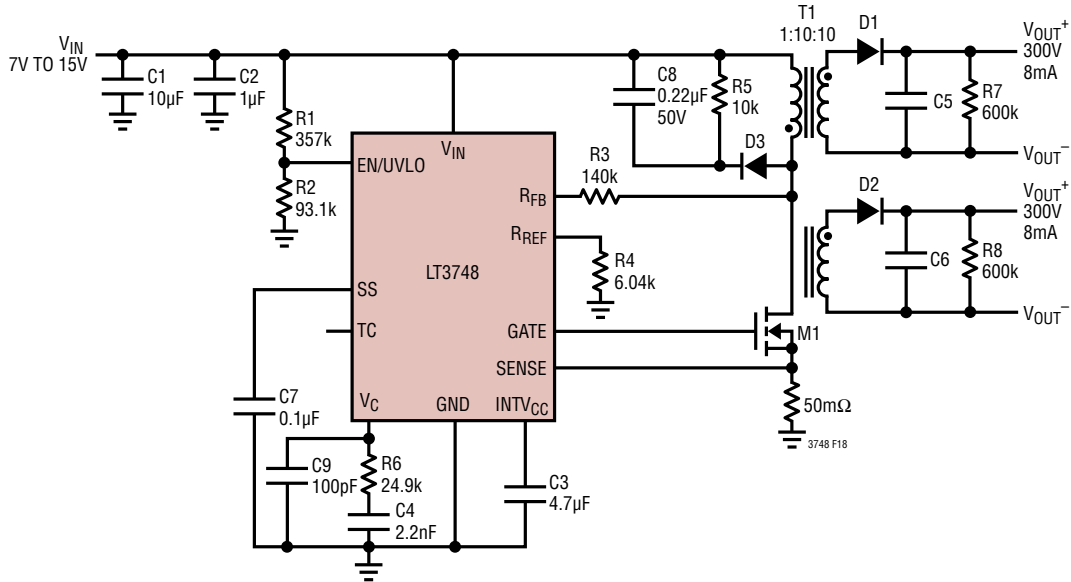 VIN
7V TO 15V
C1
10µF
C2
1µF
R1
357k
R2
93.1k
C8
0.22µF
50V
R5
10k
T1
1:10:10
D1
VOUT+
300V
8mA
C5
R7
600k
VOUT–
D3
R3
140k
D2
VOUT+
300V
8mA
C6
R8
600k
VOUT–
VIN
EN/UVLO
RFB
RREF
R4
6.04k
LT3748
SS
TC
GATE
SENSE
M1
VC
GND
INTVCC
50mΩ
3748 F18
C7
0.1µF
C9
100pF
R6
24.9k
C4
2.2nF
C3
4.7µF